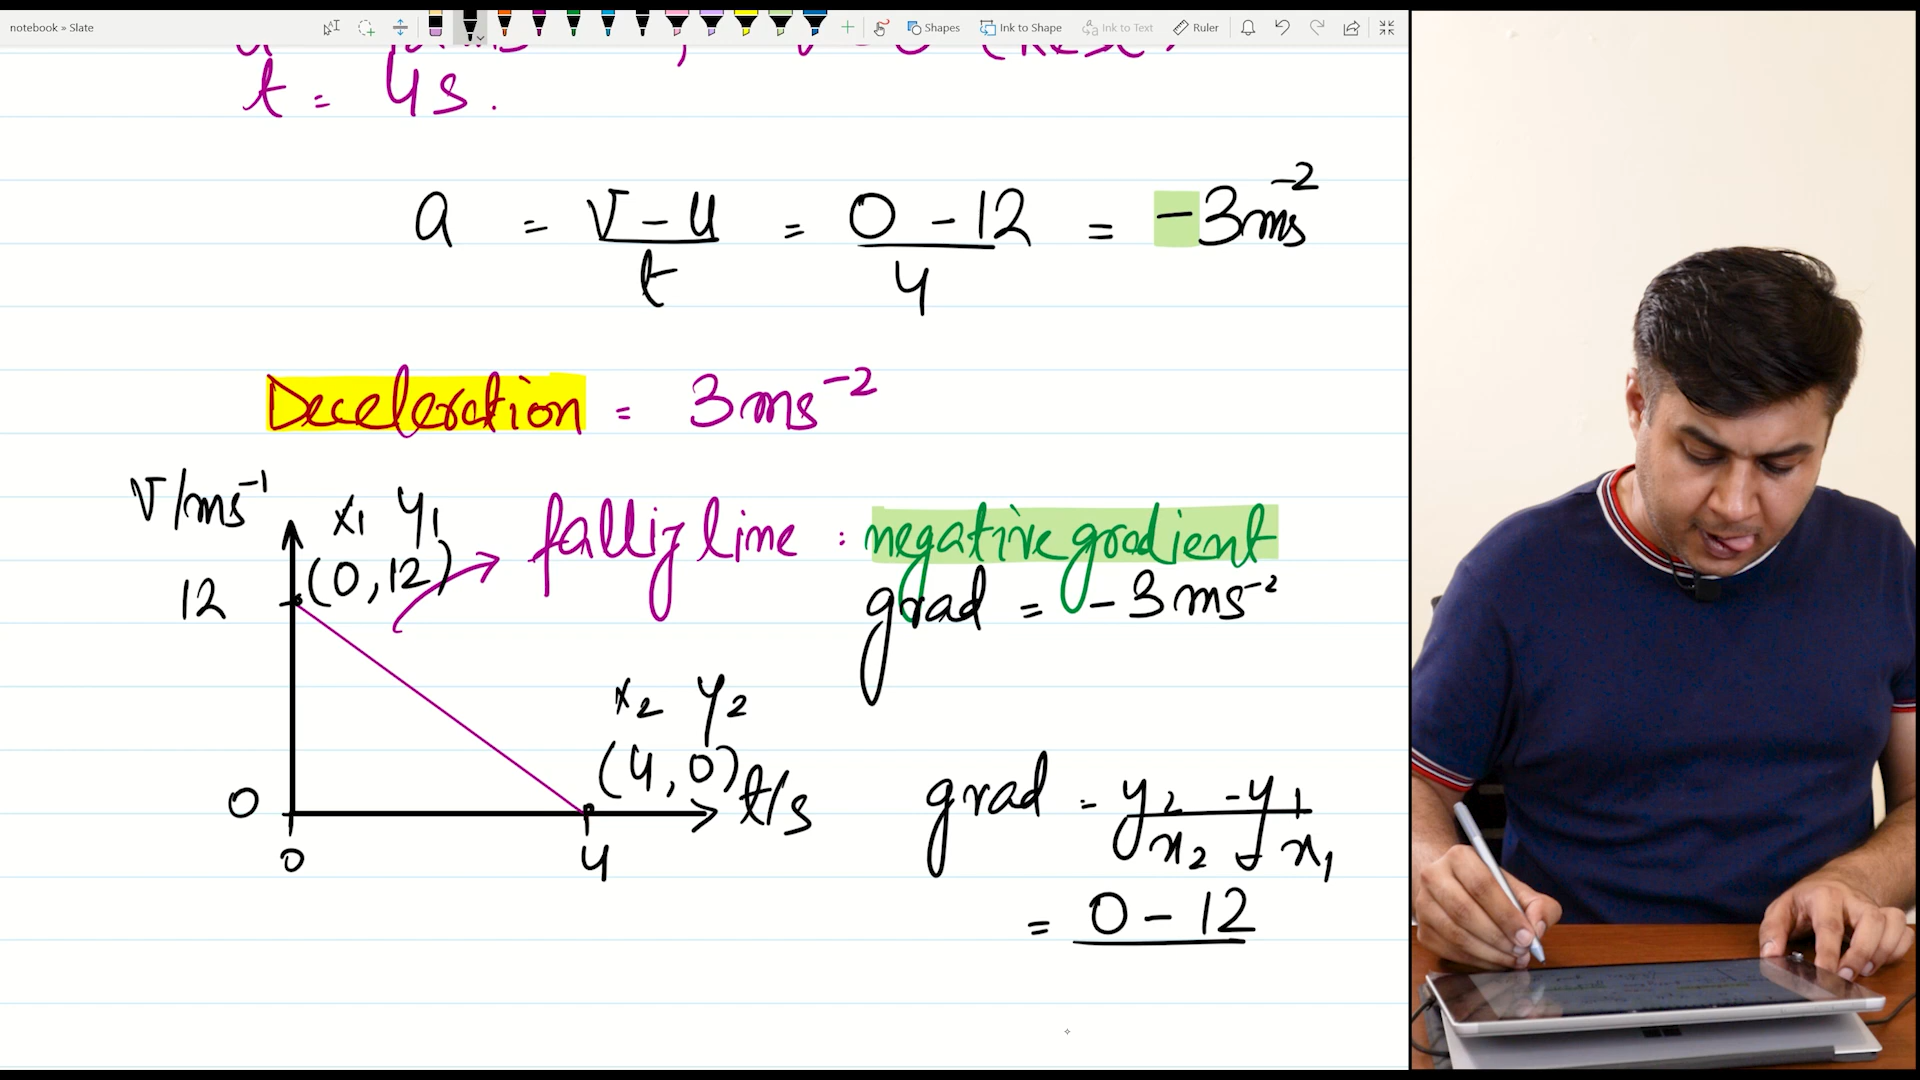 notebook » Slate
Shapes
Ink to Shape
Ink to Text
Ruler
t = 4s.
a = v - u / t = 0 - 12 / 4 = -3ms⁻²
Deceleration = 3ms⁻²
V/ms⁻¹
x₁ y₁
(0,12)
falling line : negative gradient
12
grad = -3ms⁻²
x₂ y₂
(4,0)
t/s
0
0
4
grad = y₂ - y₁ / x₂ - x₁
= 0 - 12